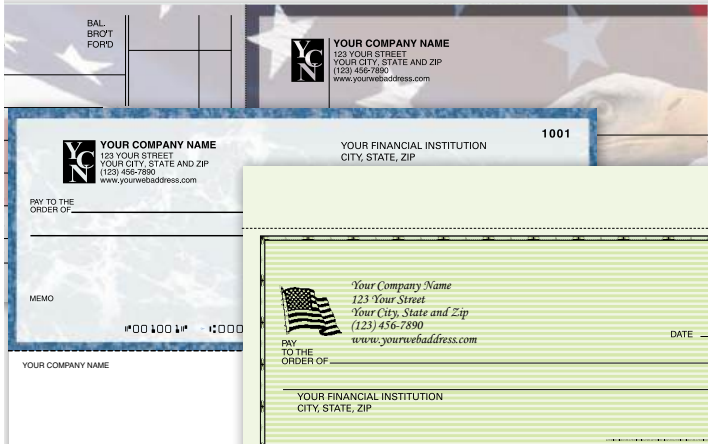 BAL.
BRO'T
FOR'D
YCN
YOUR COMPANY NAME
123 YOUR STREET
YOUR CITY, STATE AND ZIP
(123) 456-7890
www.yourwebaddress.com
1001
YCN
YOUR COMPANY NAME
123 YOUR STREET
YOUR CITY, STATE AND ZIP
(123) 456-7890
www.yourwebaddress.com
YOUR FINANCIAL INSTITUTION
CITY, STATE, ZIP
PAY TO THE
ORDER OF
MEMO
⑈001001⑈ ⑆000
YOUR COMPANY NAME
Your Company Name
123 Your Street
Your City, State and Zip
(123) 456-7890
www.yourwebaddress.com
DATE
PAY
TO THE
ORDER OF
YOUR FINANCIAL INSTITUTION
CITY, STATE, ZIP